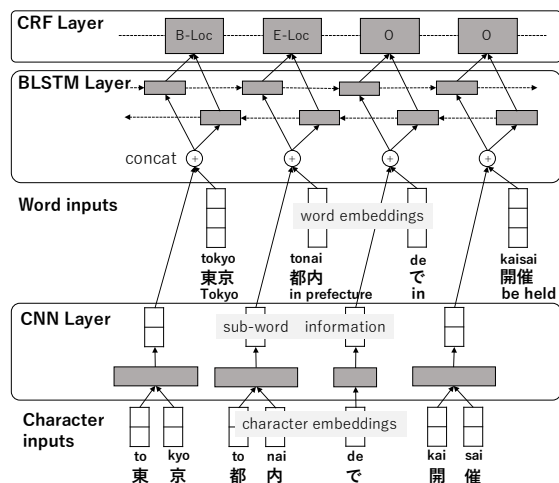 CRF Layer
B-Loc E-Loc O O
BLSTM Layer
concat
+ + + +
Word inputs
word embeddings
tokyo tonai de kaisai
東京 都内 で 開催
Tokyo in prefecture in be held
CNN Layer
sub-word information
Character
inputs
character embeddings
to kyo to nai de kai sai
東 京 都 内 で 開 催